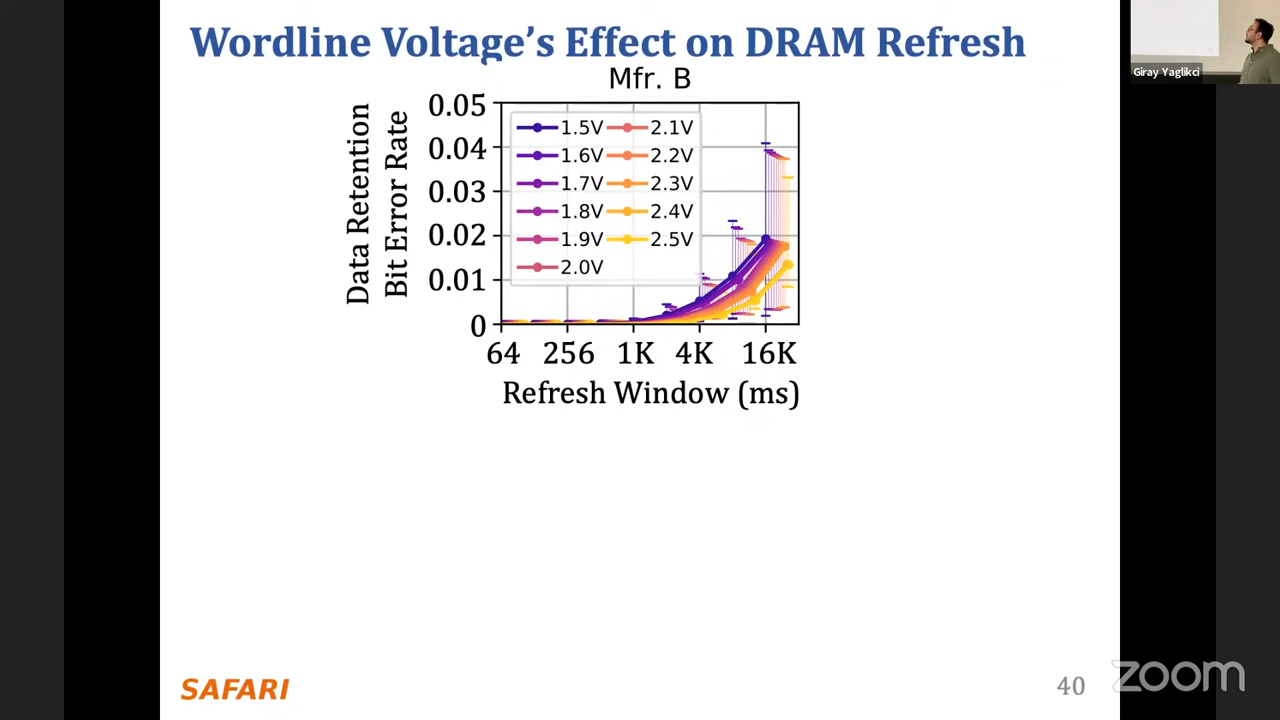 Wordline Voltage's Effect on DRAM Refresh
Giray Yaglikci
Mfr. B
Data Retention
Bit Error Rate
0.05
0.04
0.03
0.02
0.01
0
1.5V 2.1V
1.6V 2.2V
1.7V 2.3V
1.8V 2.4V
1.9V 2.5V
2.0V
64 256 1K 4K 16K
Refresh Window (ms)
SAFARI
40
zoom